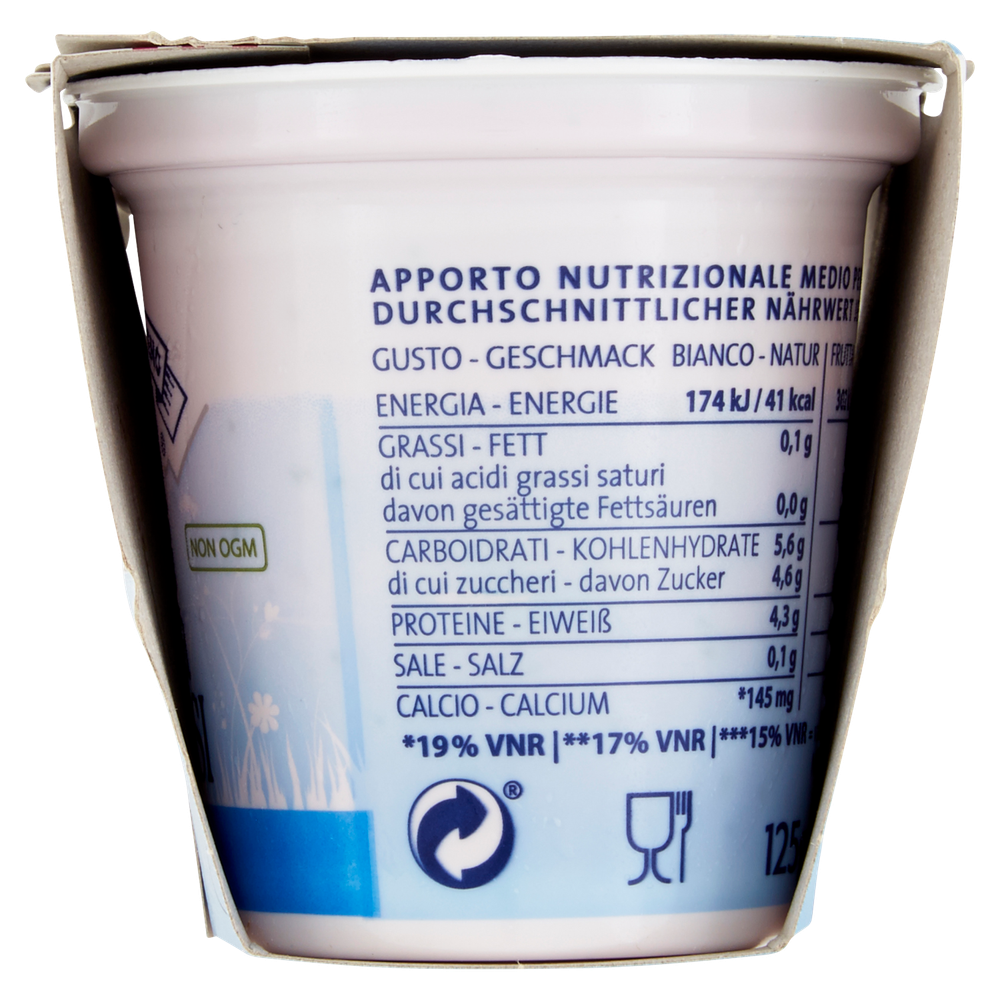 APPORTO NUTRIZIONALE MEDIO
DURCHSCHNITTLICHER NÄHRWERT
GUSTO - GESCHMACK BIANCO - NATUR
ENERGIA - ENERGIE 174 kJ / 41 kcal
GRASSI - FETT 0,1 g
di cui acidi grassi saturi
davon gesättigte Fettsäuren 0,0 g
CARBOIDRATI - KOHLENHYDRATE 5,6 g
di cui zuccheri - davon Zucker 4,6 g
PROTEINE - EIWEIß 4,3 g
SALE - SALZ 0,1 g
CALCIO - CALCIUM *145 mg
*19% VNR | **17% VNR | ***15% VNR
NON OGM
®
125